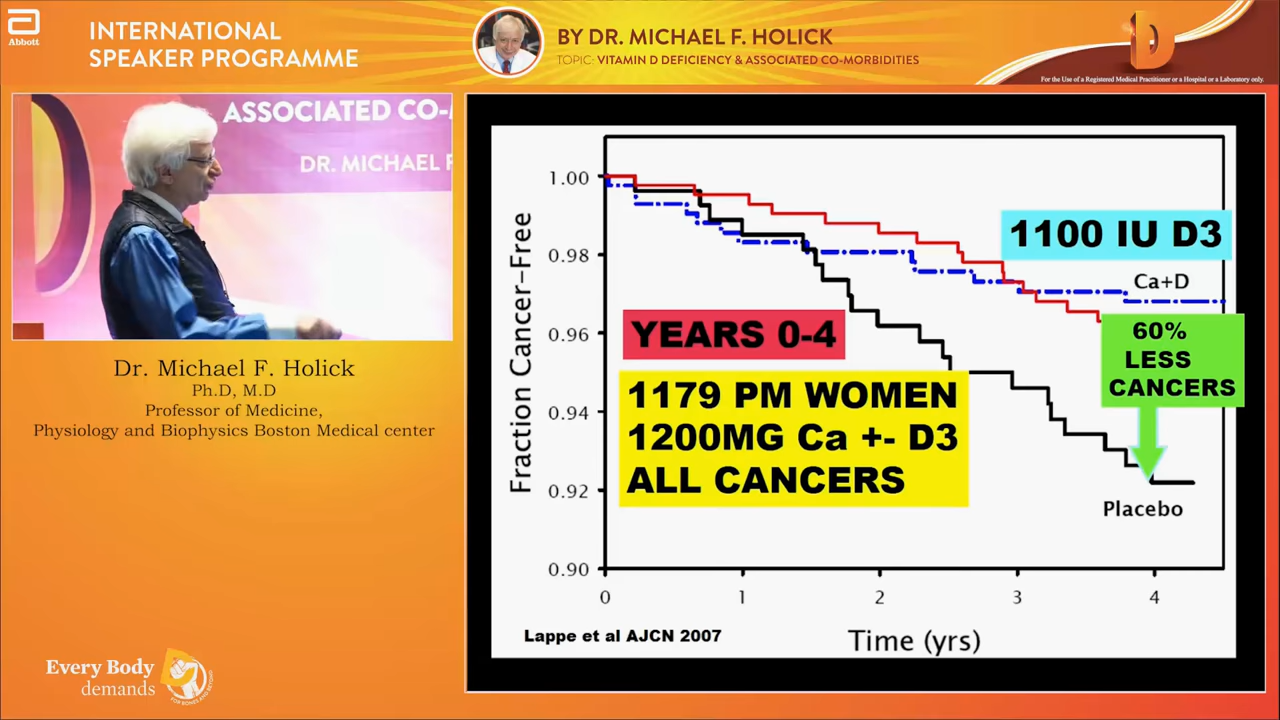 Abbott
INTERNATIONAL
SPEAKER PROGRAMME
BY DR. MICHAEL F. HOLICK
TOPIC: VITAMIN D DEFICIENCY & ASSOCIATED CO-MORBIDITIES
D
For the Use of a Registered Medical Practitioner or a Hospital or a Laboratory only.
ASSOCIATED CO-
DR. MICHAEL F
Dr. Michael F. Holick
Ph.D, M.D
Professor of Medicine,
Physiology and Biophysics Boston Medical center
Every Body
demands
FOR BONES AND BEYOND
Fraction Cancer-Free
1.00
0.98
0.96
0.94
0.92
0.90
1100 IU D3
Ca+D
60%
LESS
CANCERS
YEARS 0-4
1179 PM WOMEN
1200MG Ca +- D3
ALL CANCERS
Placebo
0 1 2 3 4
Lappe et al AJCN 2007
Time (yrs)